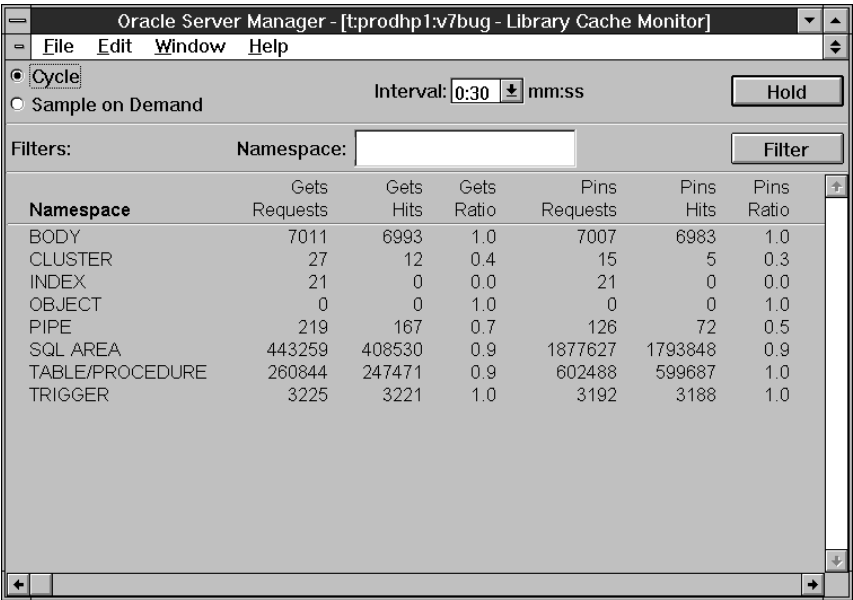 Oracle Server Manager - [t:prodhp1:v7bug - Library Cache Monitor]
File Edit Window Help
Cycle
Sample on Demand
Interval: 0:30 mm:ss
Hold
Filters: Namespace: Filter
Gets Gets Gets Pins Pins Pins
Namespace Requests Hits Ratio Requests Hits Ratio
BODY 7011 6993 1.0 7007 6983 1.0
CLUSTER 27 12 0.4 15 5 0.3
INDEX 21 0 0.0 21 0 0.0
OBJECT 0 0 1.0 0 0 1.0
PIPE 219 167 0.7 126 72 0.5
SQL AREA 443259 408530 0.9 1877627 1793848 0.9
TABLE/PROCEDURE 260844 247471 0.9 602488 599687 1.0
TRIGGER 3225 3221 1.0 3192 3188 1.0